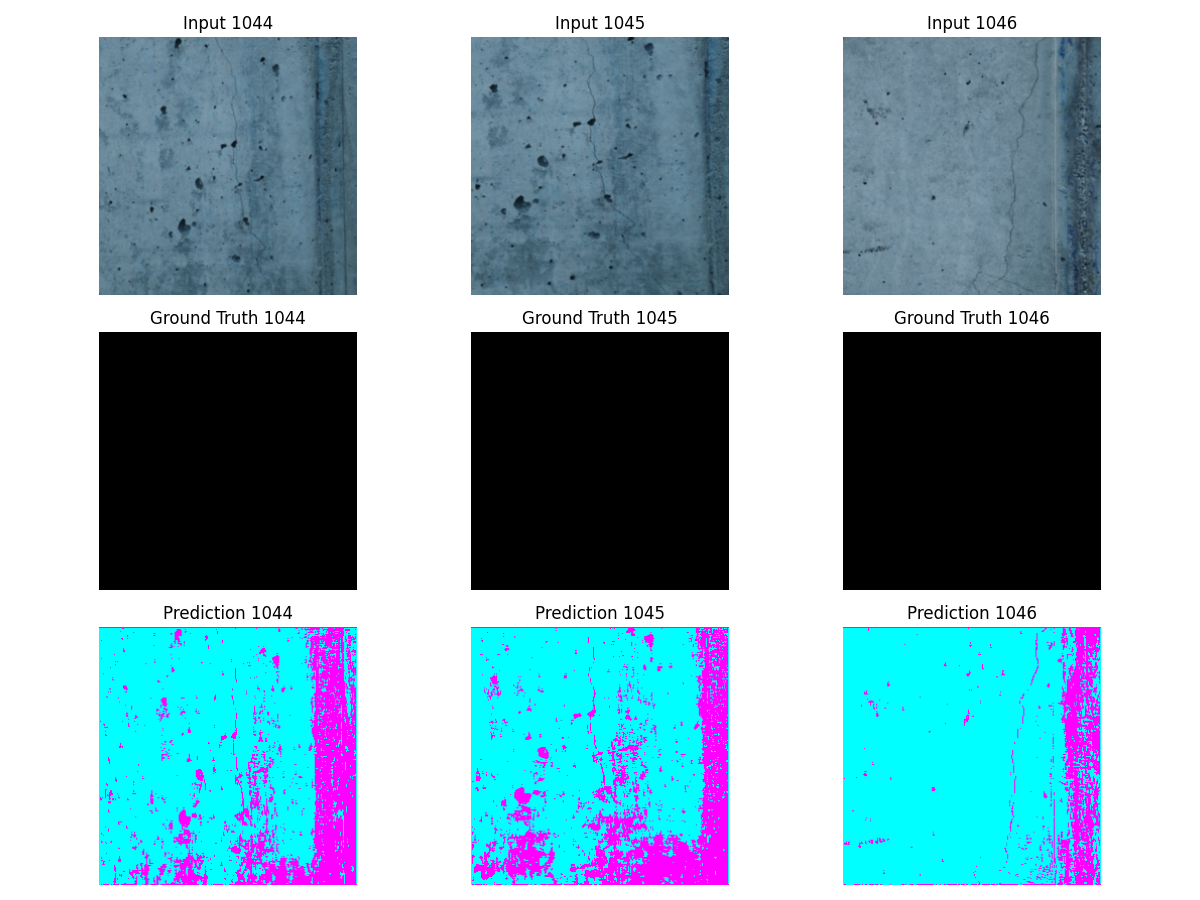 Input 1044
Input 1045
Input 1046
Ground Truth 1044
Ground Truth 1045
Ground Truth 1046
Prediction 1044
Prediction 1045
Prediction 1046